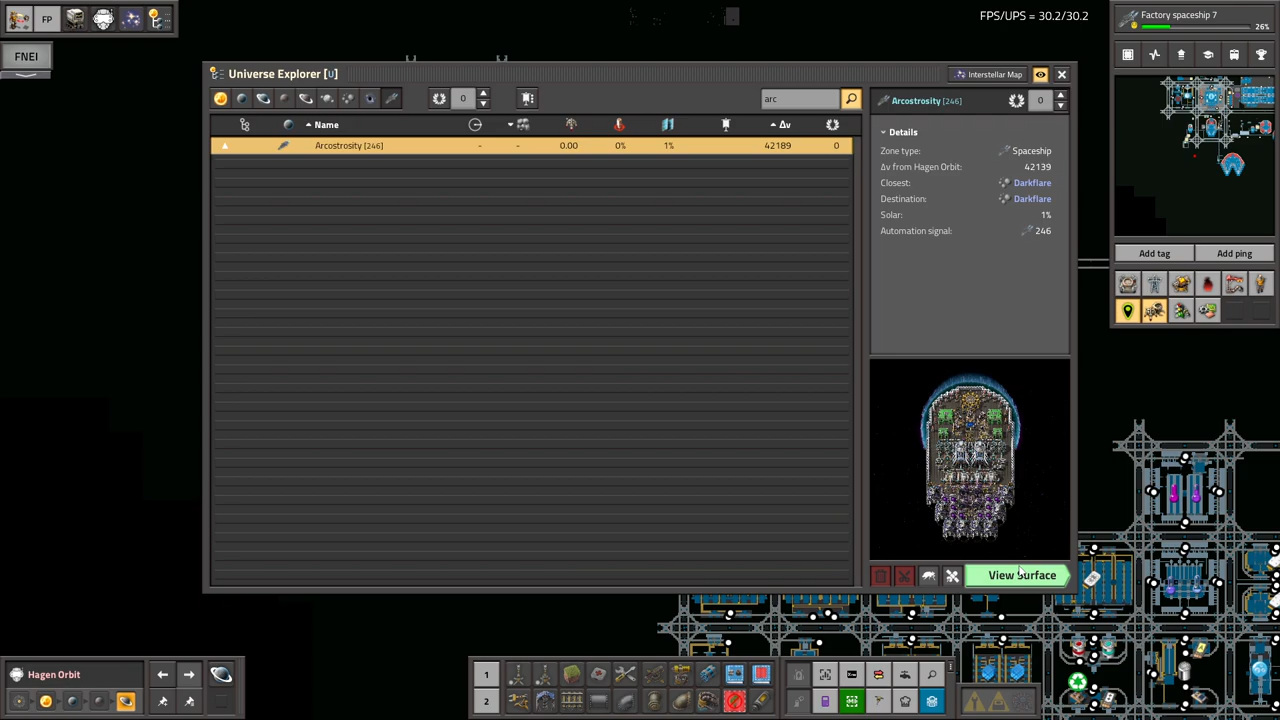 FP
FPS/UPS = 30.2/30.2
Factory spaceship 7
26%
FNEI
Universe Explorer [U]
Interstellar Map
0
arc
Arcostrosity [246]
0
Name
Δv
Arcostrosity [246]
-
-
0.00
0%
1%
42189
0
Details
Zone type:
Spaceship
Δv from Hagen Orbit:
42139
Closest:
Darkflare
Destination:
Darkflare
Solar:
1%
Automation signal:
246
Add tag
Add ping
View Surface
Hagen Orbit
1
2